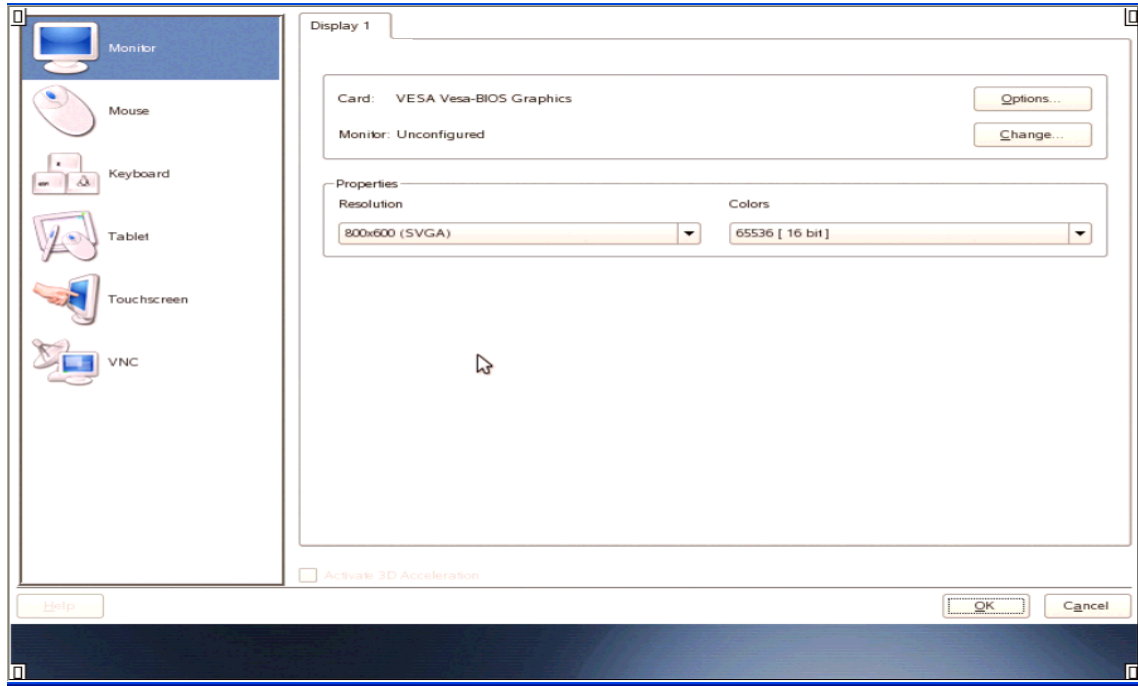 Monitor
Mouse
Keyboard
Tablet
Touchscreen
VNC
Display 1
Card: VESA Vesa-BIOS Graphics
Options...
Monitor: Unconfigured
Change...
Properties
Resolution
Colors
800x600 (SVGA)
65536 [ 16 bit ]
Activate 3D Acceleration
Help
OK
Cancel